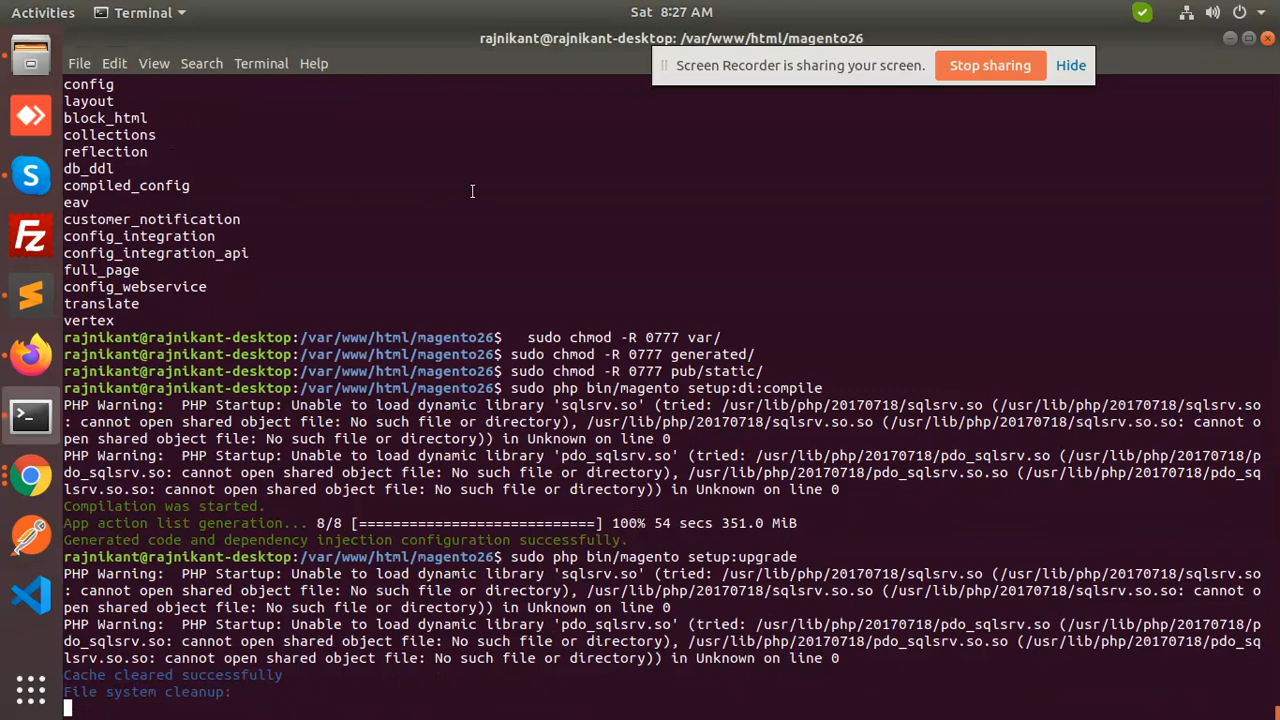 Activities Terminal Sat 8:27 AM
rajnikant@rajnikant-desktop: /var/www/html/magento26
File Edit View Search Terminal Help
Screen Recorder is sharing your screen. Stop sharing Hide
config
layout
block_html
collections
reflection
db_ddl
compiled_config
eav
customer_notification
config_integration
config_integration_api
full_page
config_webservice
translate
vertex
rajnikant@rajnikant-desktop:/var/www/html/magento26$   sudo chmod -R 0777 var/
rajnikant@rajnikant-desktop:/var/www/html/magento26$ sudo chmod -R 0777 generated/
rajnikant@rajnikant-desktop:/var/www/html/magento26$ sudo chmod -R 0777 pub/static/
rajnikant@rajnikant-desktop:/var/www/html/magento26$ sudo php bin/magento setup:di:compile
PHP Warning:  PHP Startup: Unable to load dynamic library 'sqlsrv.so' (tried: /usr/lib/php/20170718/sqlsrv.so (/usr/lib/php/20170718/sqlsrv.so
: cannot open shared object file: No such file or directory), /usr/lib/php/20170718/sqlsrv.so.so (/usr/lib/php/20170718/sqlsrv.so.so: cannot o
pen shared object file: No such file or directory)) in Unknown on line 0
PHP Warning:  PHP Startup: Unable to load dynamic library 'pdo_sqlsrv.so' (tried: /usr/lib/php/20170718/pdo_sqlsrv.so (/usr/lib/php/20170718/p
do_sqlsrv.so: cannot open shared object file: No such file or directory), /usr/lib/php/20170718/pdo_sqlsrv.so.so (/usr/lib/php/20170718/pdo_sq
lsrv.so.so: cannot open shared object file: No such file or directory)) in Unknown on line 0
Compilation was started.
App action list generation... 8/8 [============================] 100% 54 secs 351.0 MiB
Generated code and dependency injection configuration successfully.
rajnikant@rajnikant-desktop:/var/www/html/magento26$ sudo php bin/magento setup:upgrade
PHP Warning:  PHP Startup: Unable to load dynamic library 'sqlsrv.so' (tried: /usr/lib/php/20170718/sqlsrv.so (/usr/lib/php/20170718/sqlsrv.so
: cannot open shared object file: No such file or directory), /usr/lib/php/20170718/sqlsrv.so.so (/usr/lib/php/20170718/sqlsrv.so.so: cannot o
pen shared object file: No such file or directory)) in Unknown on line 0
PHP Warning:  PHP Startup: Unable to load dynamic library 'pdo_sqlsrv.so' (tried: /usr/lib/php/20170718/pdo_sqlsrv.so (/usr/lib/php/20170718/p
do_sqlsrv.so: cannot open shared object file: No such file or directory), /usr/lib/php/20170718/pdo_sqlsrv.so.so (/usr/lib/php/20170718/pdo_sq
lsrv.so.so: cannot open shared object file: No such file or directory)) in Unknown on line 0
Cache cleared successfully
File system cleanup: